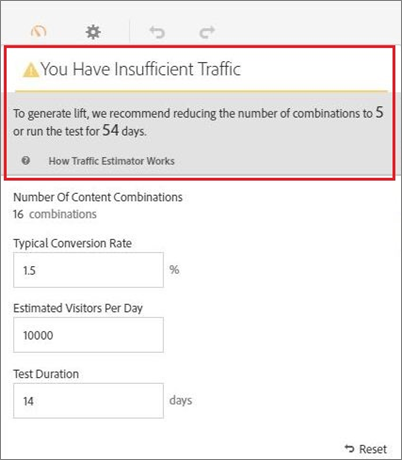 You Have Insufficient Traffic
To generate lift, we recommend reducing the number of combinations to 5
or run the test for 54 days.
How Traffic Estimator Works
Number Of Content Combinations
16 combinations
Typical Conversion Rate
1.5 %
Estimated Visitors Per Day
10000
Test Duration
14 days
Reset